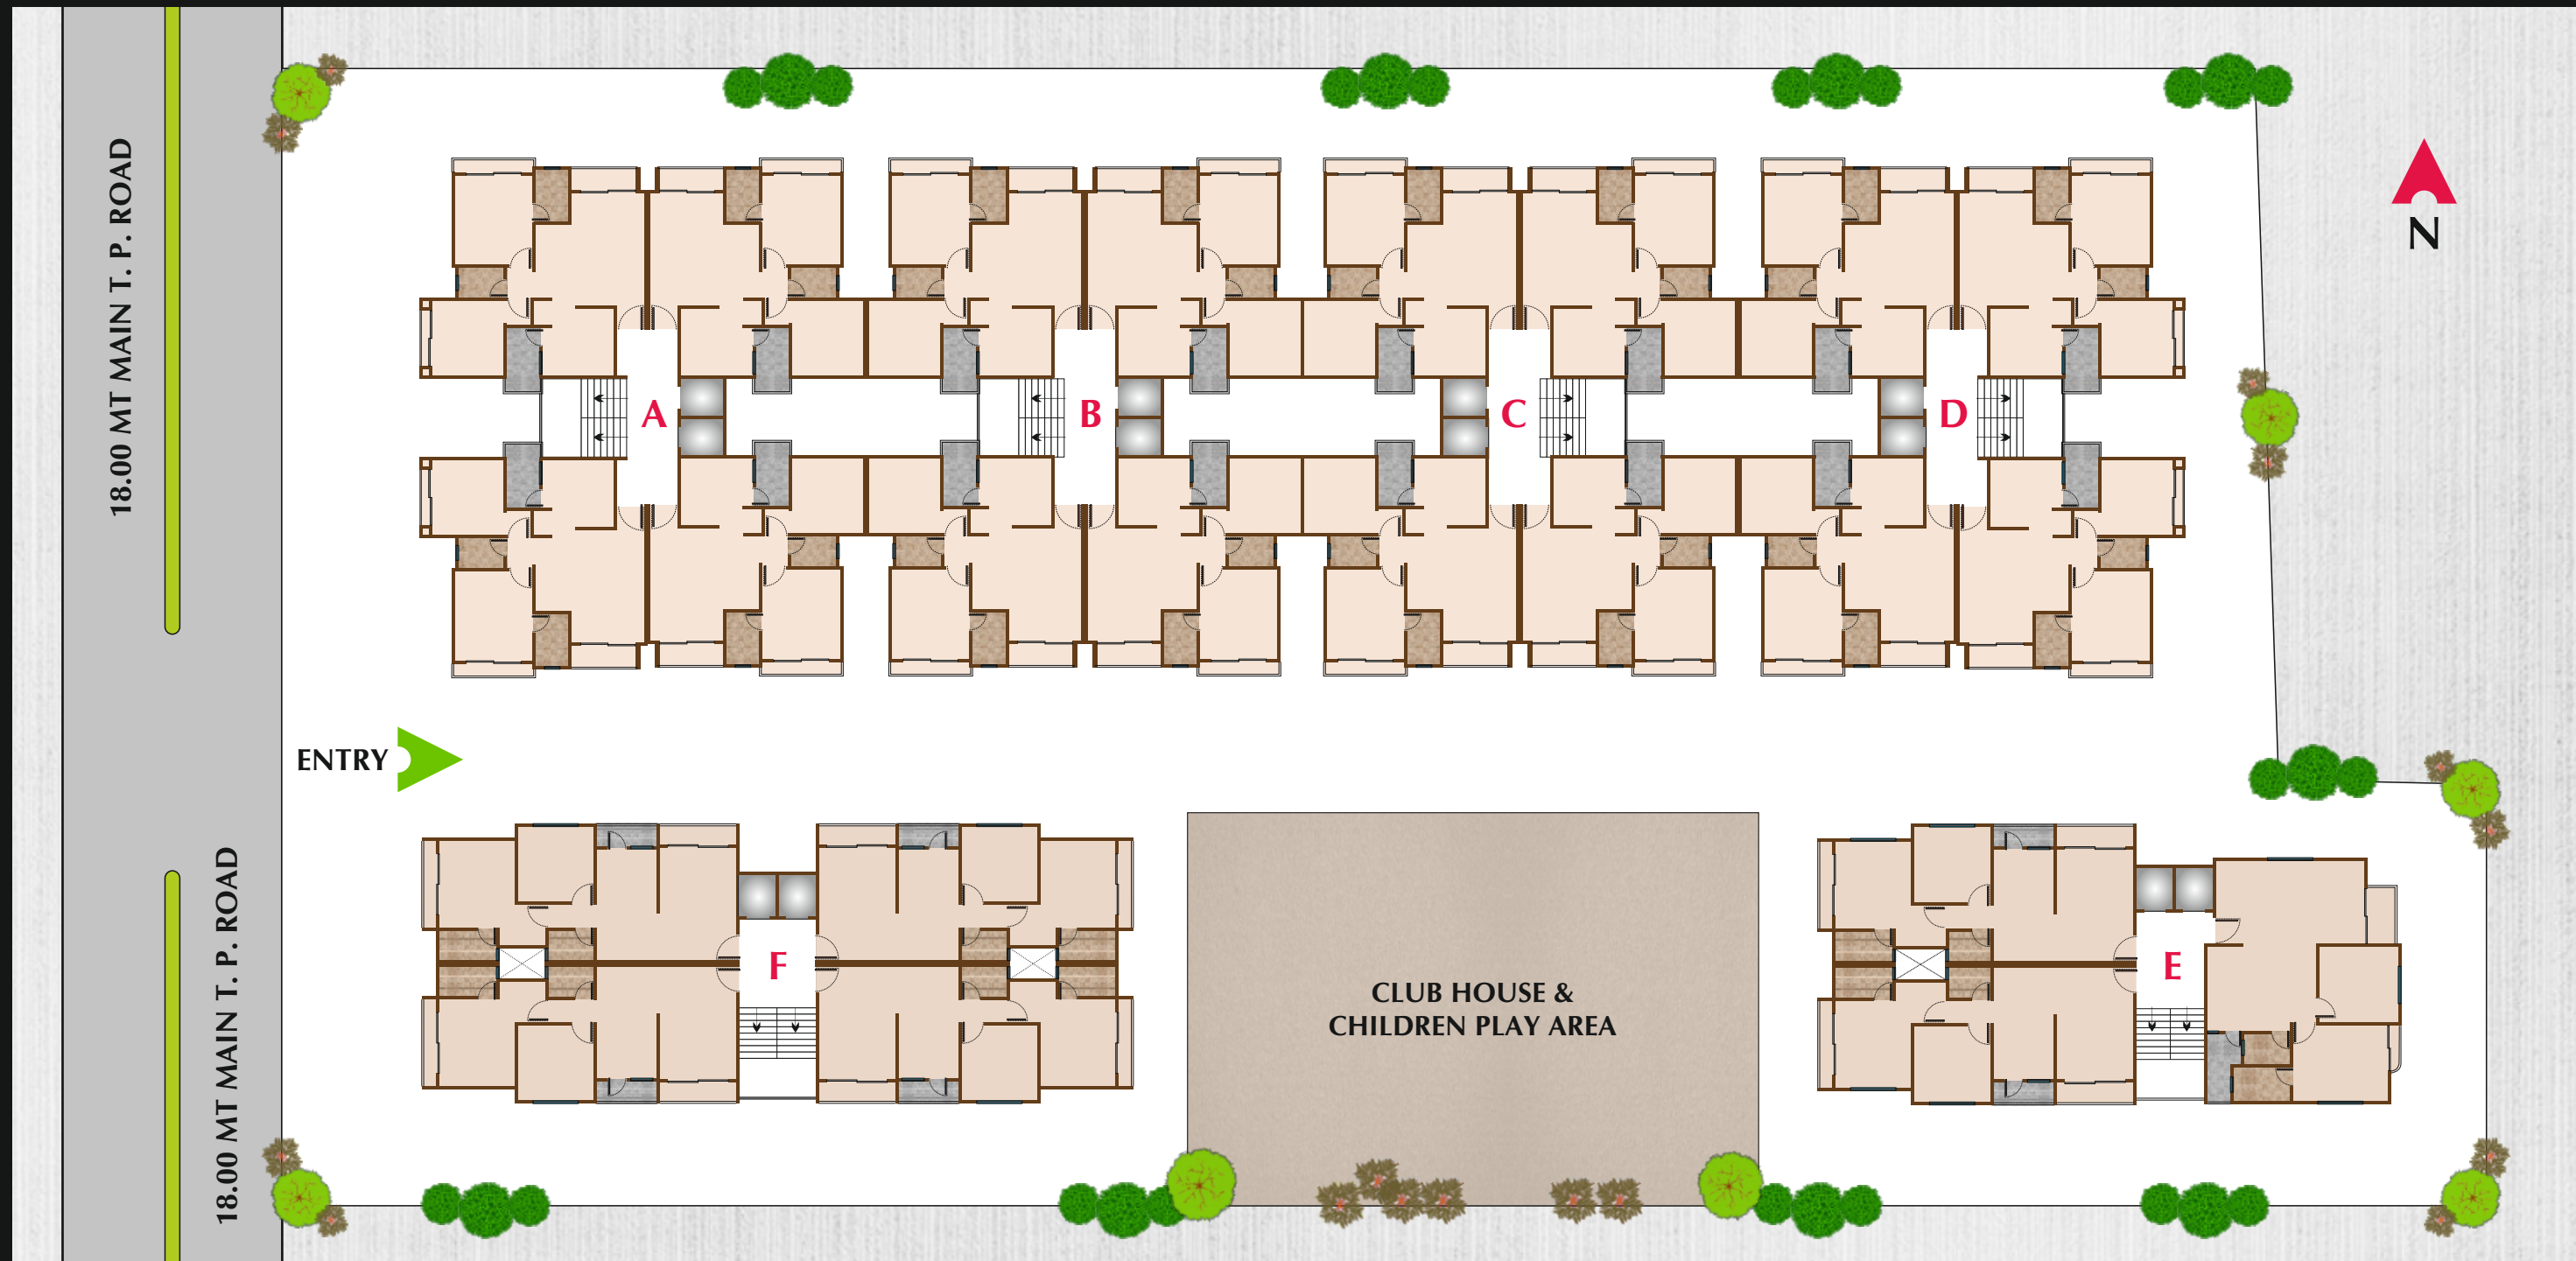 18.00 MT MAIN T. P. ROAD
N
A
B
C
D
ENTRY
18.00 MT MAIN T. P. ROAD
F
CLUB HOUSE &
CHILDREN PLAY AREA
E